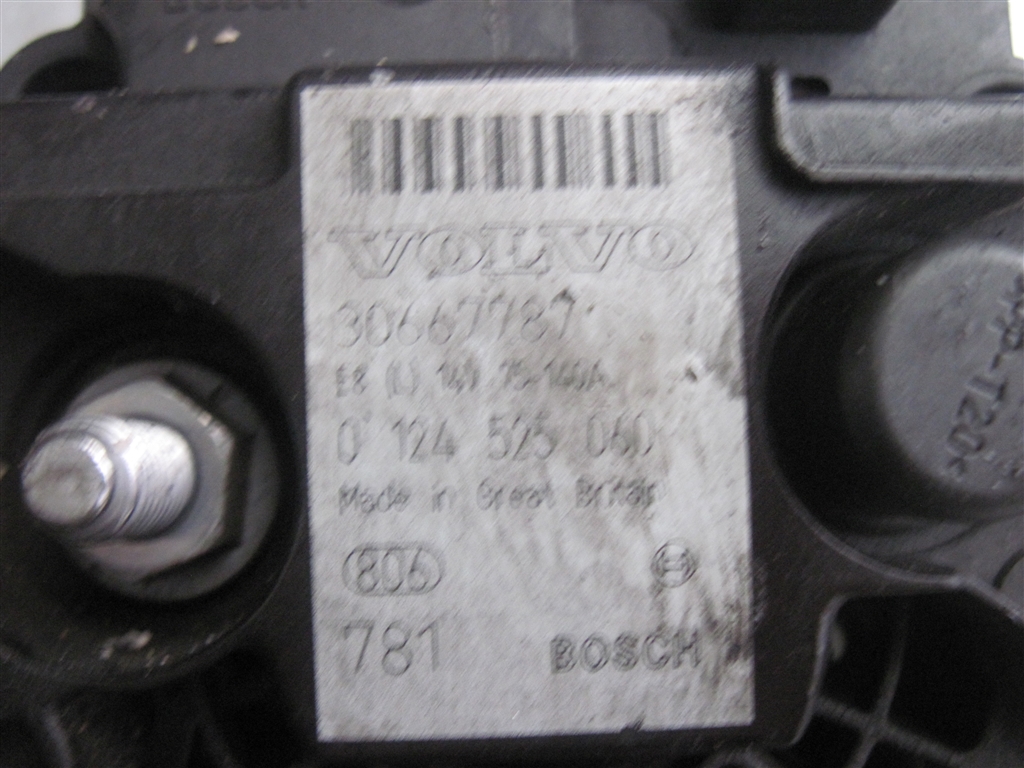 VOLVO
30667787
E8 (L) 14V 75-140A
0 124 525 060
Made in Great Britain
806
781 BOSCH